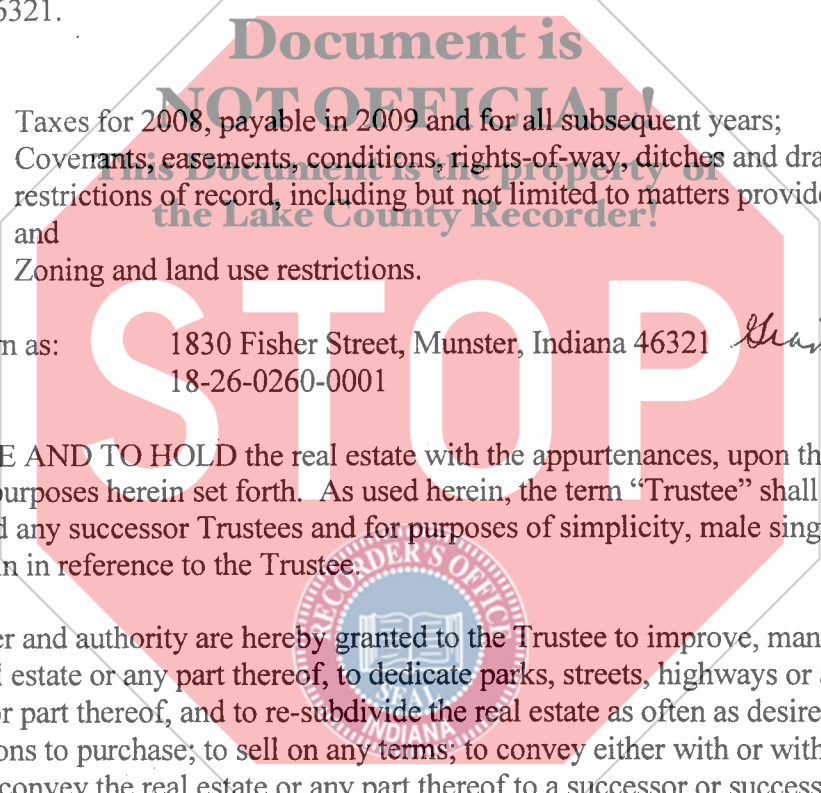 6321.
Document is
NOT OFFICIAL!
Taxes for 2008, payable in 2009 and for all subsequent years;
Covenants, easements, conditions, rights-of-way, ditches and dra
This Document is the property of
restrictions of record, including but not limited to matters provide
the Lake County Recorder!
and
Zoning and land use restrictions.
STOP
n as: 1830 Fisher Street, Munster, Indiana 46321
18-26-0260-0001
E AND TO HOLD the real estate with the appurtenances, upon th
purposes herein set forth. As used herein, the term “Trustee” shall
d any successor Trustees and for purposes of simplicity, male sing
n in reference to the Trustee.
RECORDER'S OFFICE
er and authority are hereby granted to the Trustee to improve, man
l estate or any part thereof, to dedicate parks, streets, highways or
SEAL
or part thereof, and to re-subdivide the real estate as often as desire
INDIANA
ons to purchase; to sell on any terms; to convey either with or with
convey the real estate or any part thereof to a successor or success